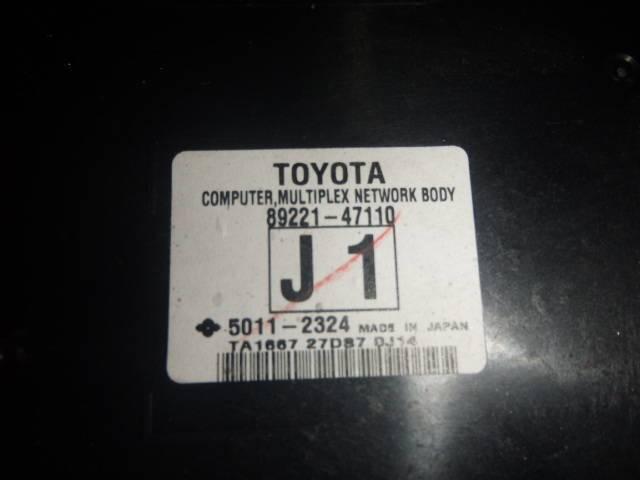 TOYOTA
COMPUTER,MULTIPLEX NETWORK BODY
89221-47110
J1
5011-2324 MADE IN JAPAN
TA1667 27D87 DJ14